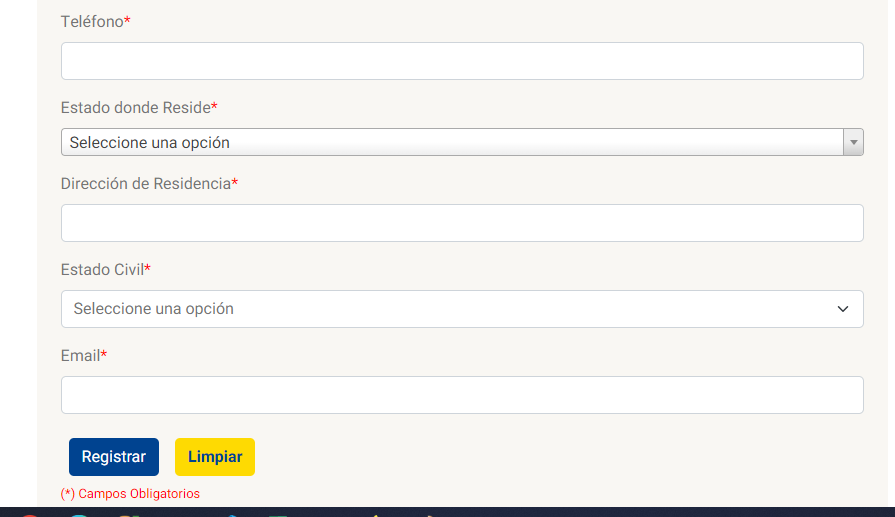 Teléfono*
Estado donde Reside*
Seleccione una opción
Dirección de Residencia*
Estado Civil*
Seleccione una opción
Email*
Registrar Limpiar
(*) Campos Obligatorios